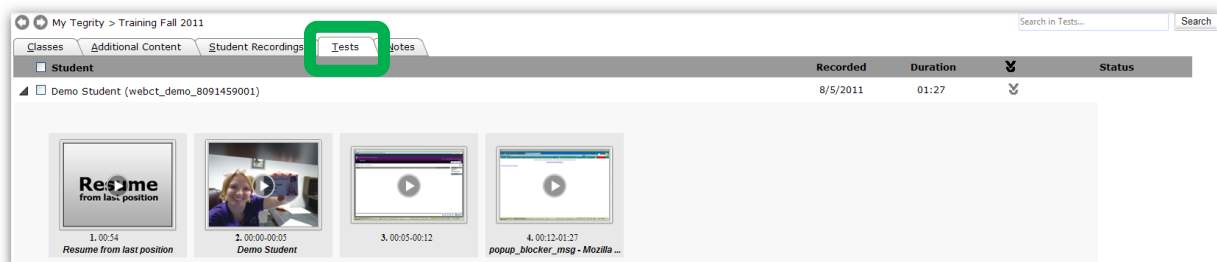 My Tegrity > Training Fall 2011
Search in Tests...
Search
Classes
Additional Content
Student Recordings
Tests
Notes
Student
Recorded
Duration
Status
Demo Student (webct_demo_8091459001)
8/5/2011
01:27
Resume
from last position
1. 00:54
Resume from last position
2. 00:00-00:05
Demo Student
3. 00:05-00:12
4. 00:12-01:27
popup_blocker_msg - Mozilla ...